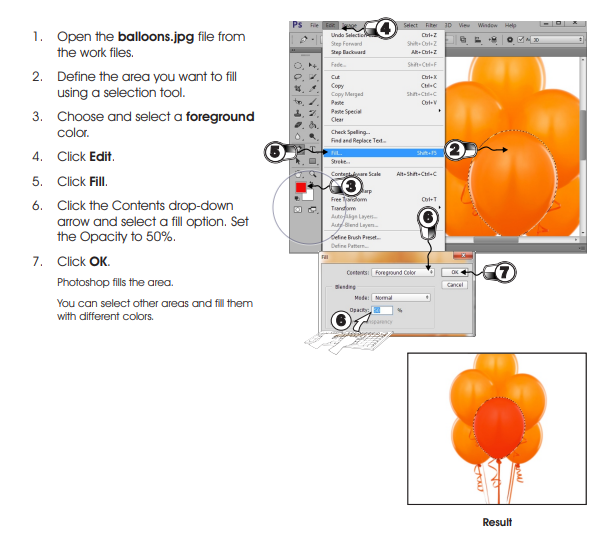 1. Open the balloons.jpg file from
the work files.
2. Define the area you want to fill
using a selection tool.
3. Choose and select a foreground
color.
4. Click Edit.
5. Click Fill.
6. Click the Contents drop-down
arrow and select a fill option. Set
the Opacity to 50%.
7. Click OK.
Photoshop fills the area.
You can select other areas and fill them
with different colors.
Ps File Edit Image Select Filter 3D View Window Help
4
Undo Selection Ctrl+Z
Step Forward Shift+Ctrl+Z
Step Backward Alt+Ctrl+Z
3D
Fade... Shift+Ctrl+F
Cut Ctrl+X
Copy Ctrl+C
Copy Merged Shift+Ctrl+C
Paste Ctrl+V
Paste Special
Clear
Check Spelling...
Find and Replace Text...
5
Fill... Shift+F5
2
Stroke...
Content-Aware Scale Alt+Shift+Ctrl+C
3
Free Transform Ctrl+T
Transform
Auto-Align Layers...
Auto-Blend Layers...
6
Define Brush Preset...
Define Pattern...
Fill
Contents: Foreground Color OK
7
Blending Cancel
Mode: Normal
6
Opacity: 50 %
Result